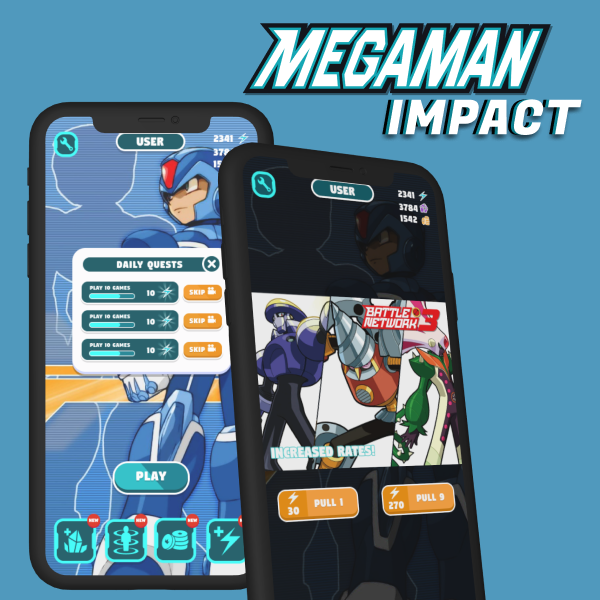 MEGAMAN
IMPACT
USER
2341
DAILY QUESTS
PLAY 10 GAMES
10
SKIP
PLAY 10 GAMES
10
SKIP
PLAY 10 GAMES
10
SKIP
PLAY
NEW
NEW
NEW
NEW
USER
2341
3784
1542
BATTLE
NETWORK 3
INCREASED RATES!
30
PULL 1
270
PULL 9